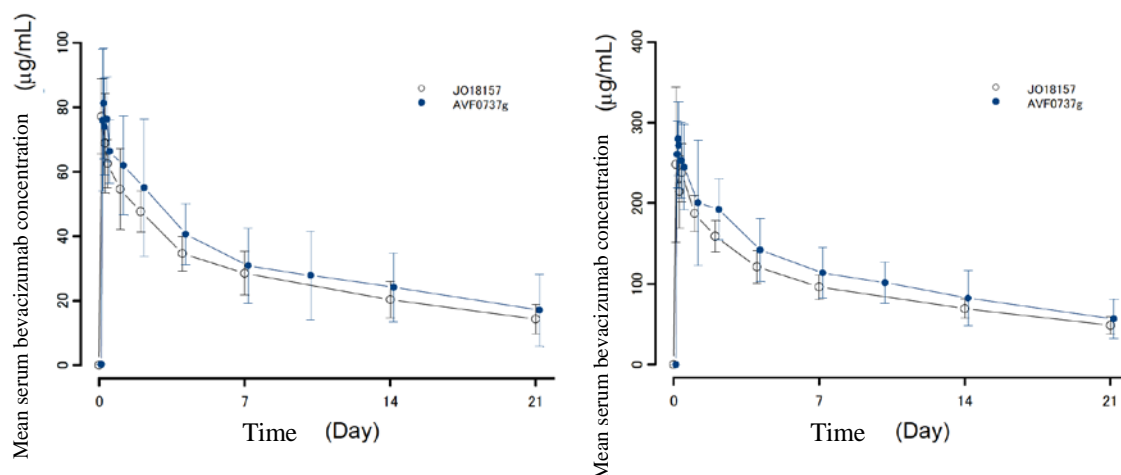 Mean serum bevacizumab concentration (μg/mL)
100
80
60
40
20
0
JO18157
AVF0737g
0 7 14 21
Time (Day)
Mean serum bevacizumab concentration (μg/mL)
400
300
200
100
0
JO18157
AVF0737g
0 7 14 21
Time (Day)